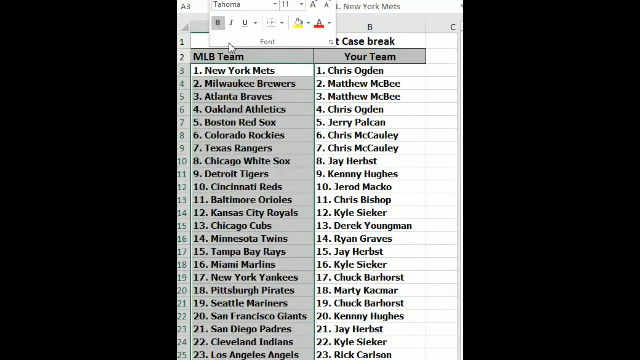 A3 1. New York Mets
Tahoma 11 A A
B I U A
Font
B
1 t Case break
2 MLB Team Your Team
3 1. New York Mets 1. Chris Ogden
4 2. Milwaukee Brewers 2. Matthew McBee
5 3. Atlanta Braves 3. Matthew McBee
6 4. Oakland Athletics 4. Chris Ogden
7 5. Boston Red Sox 5. Jerry Palcan
8 6. Colorado Rockies 6. Chris McCauley
9 7. Texas Rangers 7. Chris McCauley
10 8. Chicago White Sox 8. Jay Herbst
11 9. Detroit Tigers 9. Kennny Hughes
12 10. Cincinnati Reds 10. Jerod Macko
13 11. Baltimore Orioles 11. Chris Bishop
14 12. Kansas City Royals 12. Kyle Sieker
15 13. Chicago Cubs 13. Derek Youngman
16 14. Minnesota Twins 14. Ryan Graves
17 15. Tampa Bay Rays 15. Jay Herbst
18 16. Miami Marlins 16. Kyle Sieker
19 17. New York Yankees 17. Chuck Barhorst
20 18. Pittsburgh Pirates 18. Marty Kacmar
21 19. Seattle Mariners 19. Chuck Barhorst
22 20. San Francisco Giants 20. Kennny Hughes
23 21. San Diego Padres 21. Jay Herbst
24 22. Cleveland Indians 22. Kyle Sieker
25 23. Los Angeles Angels 23. Rick Carlson